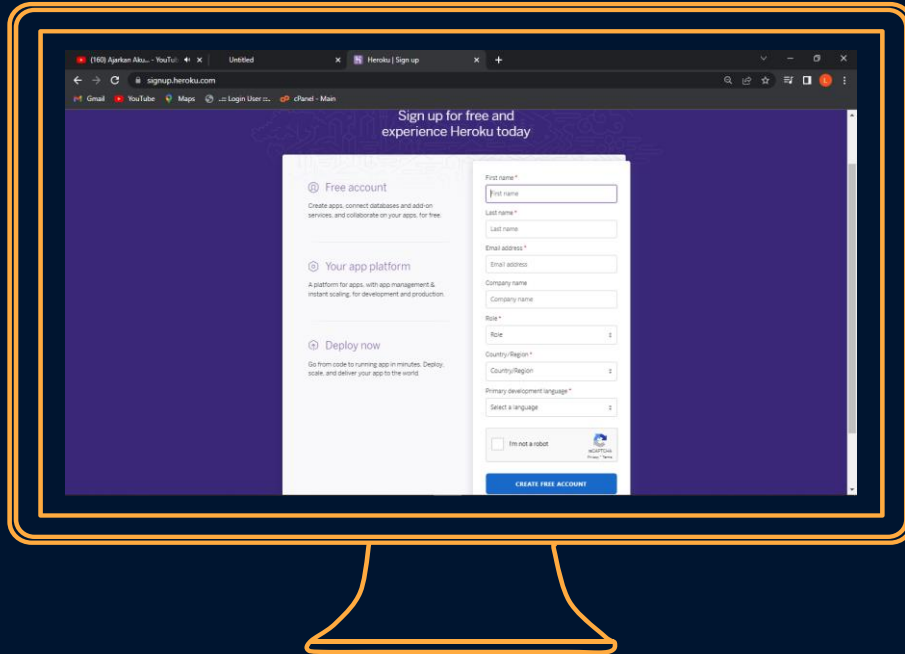 (160) Ajarkan Aku... - YouTub
Untitled
Heroku | Sign up
signup.heroku.com
Gmail
YouTube
Maps
..:: Login User ::..
cPanel - Main
L
Sign up for free and
experience Heroku today
Free account
Create apps, connect databases and add-on
services, and collaborate on your apps, for free.
Your app platform
A platform for apps, with app management &
instant scaling, for development and production.
Deploy now
Go from code to running app in minutes. Deploy,
scale, and deliver your app to the world.
First name *
First name
Last name *
Last name
Email address *
Email address
Company name
Company name
Role *
Role
Country/Region *
Country/Region
Primary development language *
Select a language
I'm not a robot
reCAPTCHA
Privacy - Terms
CREATE FREE ACCOUNT